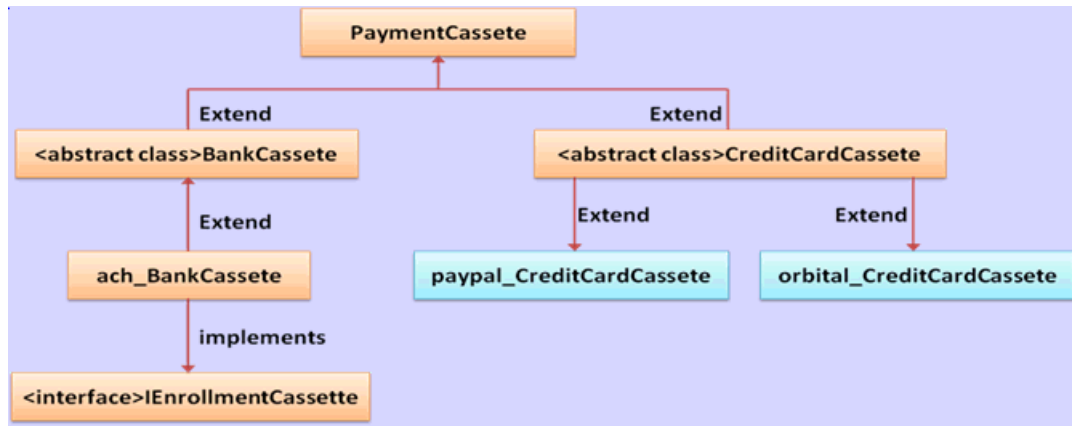 PaymentCassete
Extend
Extend
<abstract class>BankCassete
<abstract class>CreditCardCassete
Extend
Extend
Extend
ach_BankCassete
paypal_CreditCardCassete
orbital_CreditCardCassete
implements
<interface>IEnrollmentCassette